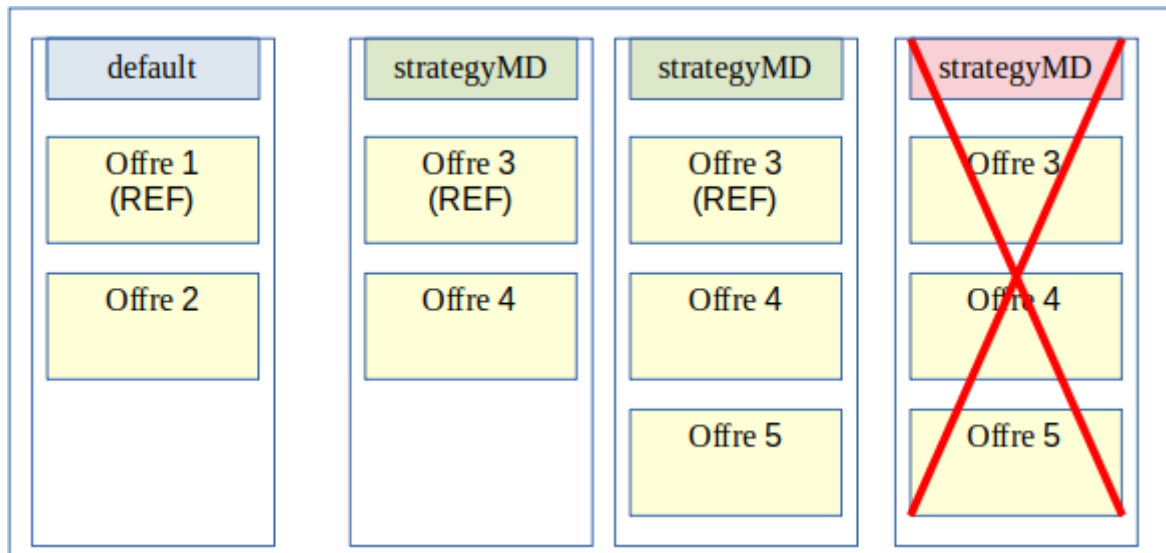 default
Offre 1
(REF)
Offre 2
strategyMD
Offre 3
(REF)
Offre 4
strategyMD
Offre 3
(REF)
Offre 4
Offre 5
strategyMD
Offre 3
Offre 4
Offre 5